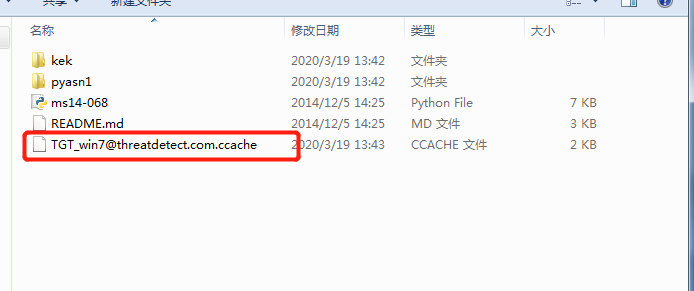 共享 新建文件夹
名称 修改日期 类型 大小
kek 2020/3/19 13:42 文件夹
pyasn1 2020/3/19 13:42 文件夹
ms14-068 2014/12/5 14:25 Python File 7 KB
README.md 2014/12/5 14:25 MD 文件 3 KB
TGT_win7@threatdetect.com.ccache 2020/3/19 13:43 CCACHE 文件 2 KB